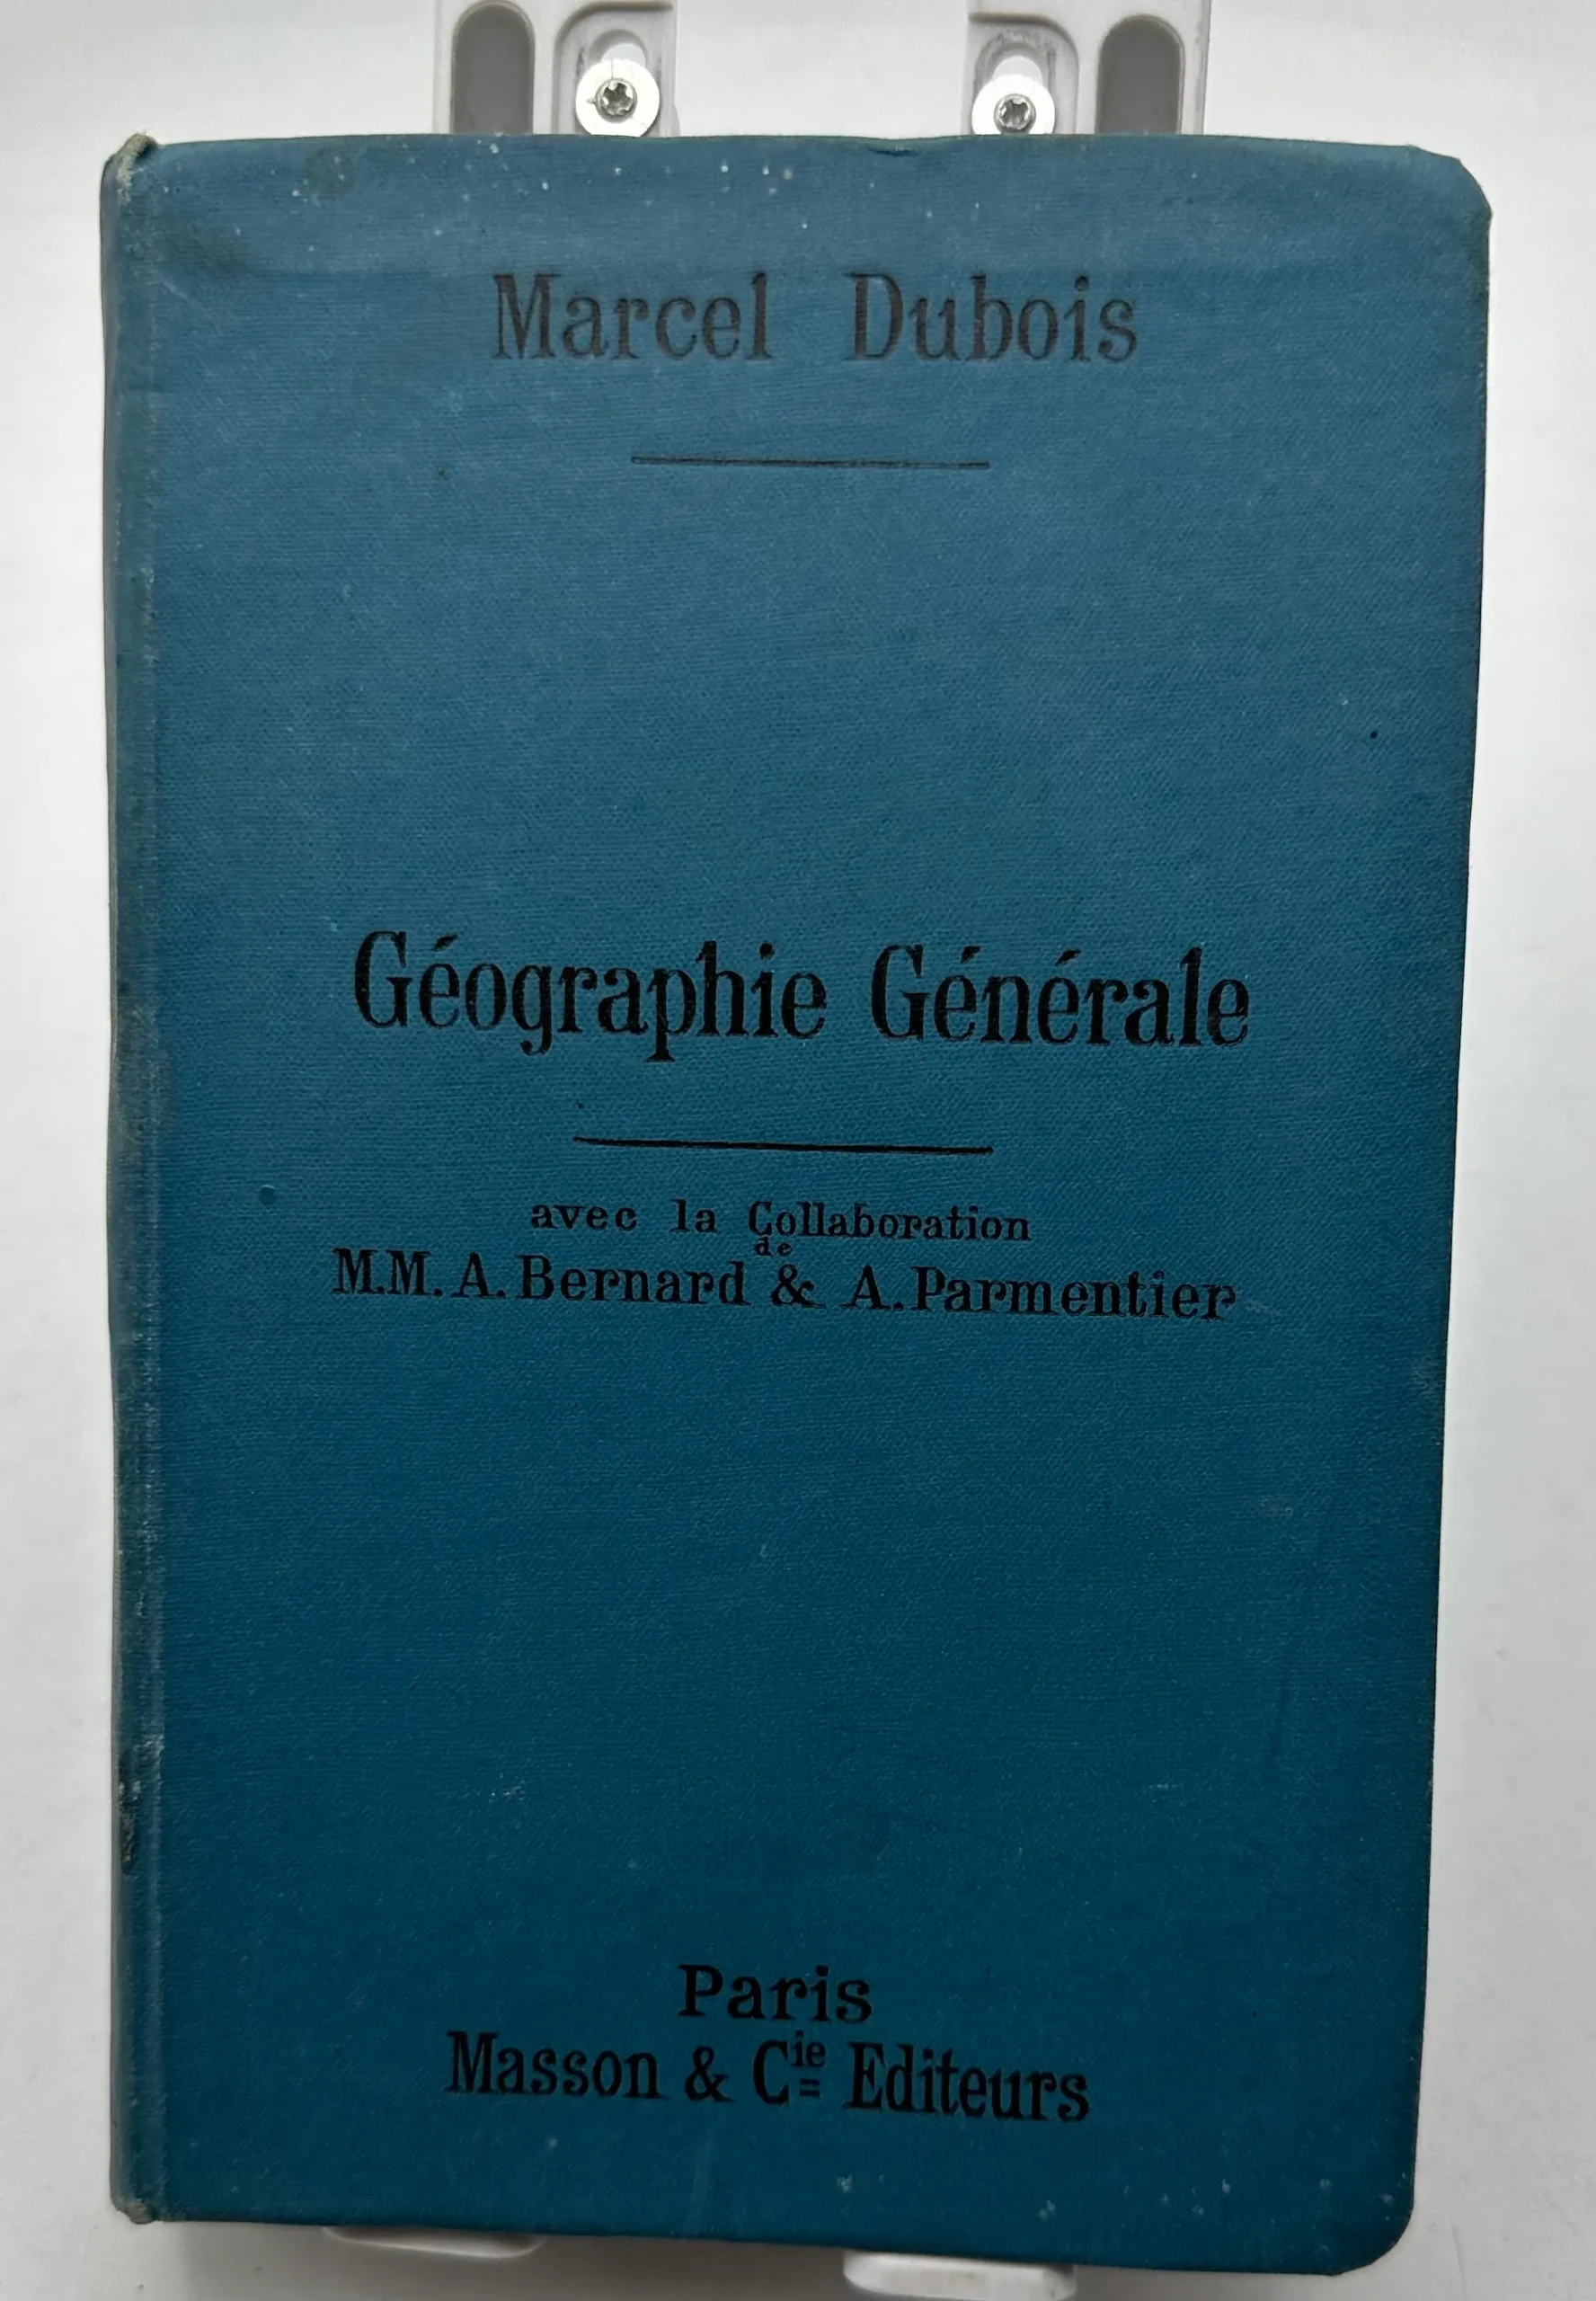 Marcel Dubois
Géographie Générale
avec la Collaboration
de
M.M. A. Bernard & A. Parmentier
Paris
Masson & Cie Editeurs